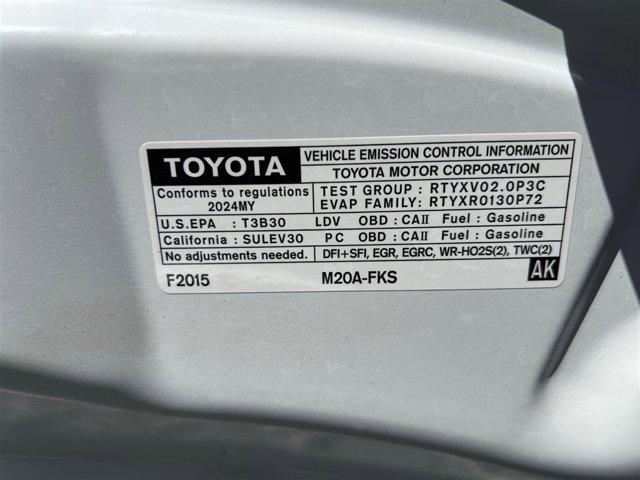 TOYOTA
VEHICLE EMISSION CONTROL INFORMATION
TOYOTA MOTOR CORPORATION
Conforms to regulations
2024MY
TEST GROUP : RTYXV02.0P3C
EVAP FAMILY: RTYXR0130P72
U.S.EPA : T3B30 LDV OBD : CAII Fuel : Gasoline
California : SULEV30 PC OBD : CAII Fuel : Gasoline
No adjustments needed. DFI+SFI, EGR, EGRC, WR-HO2S(2), TWC(2)
F2015 M20A-FKS AK